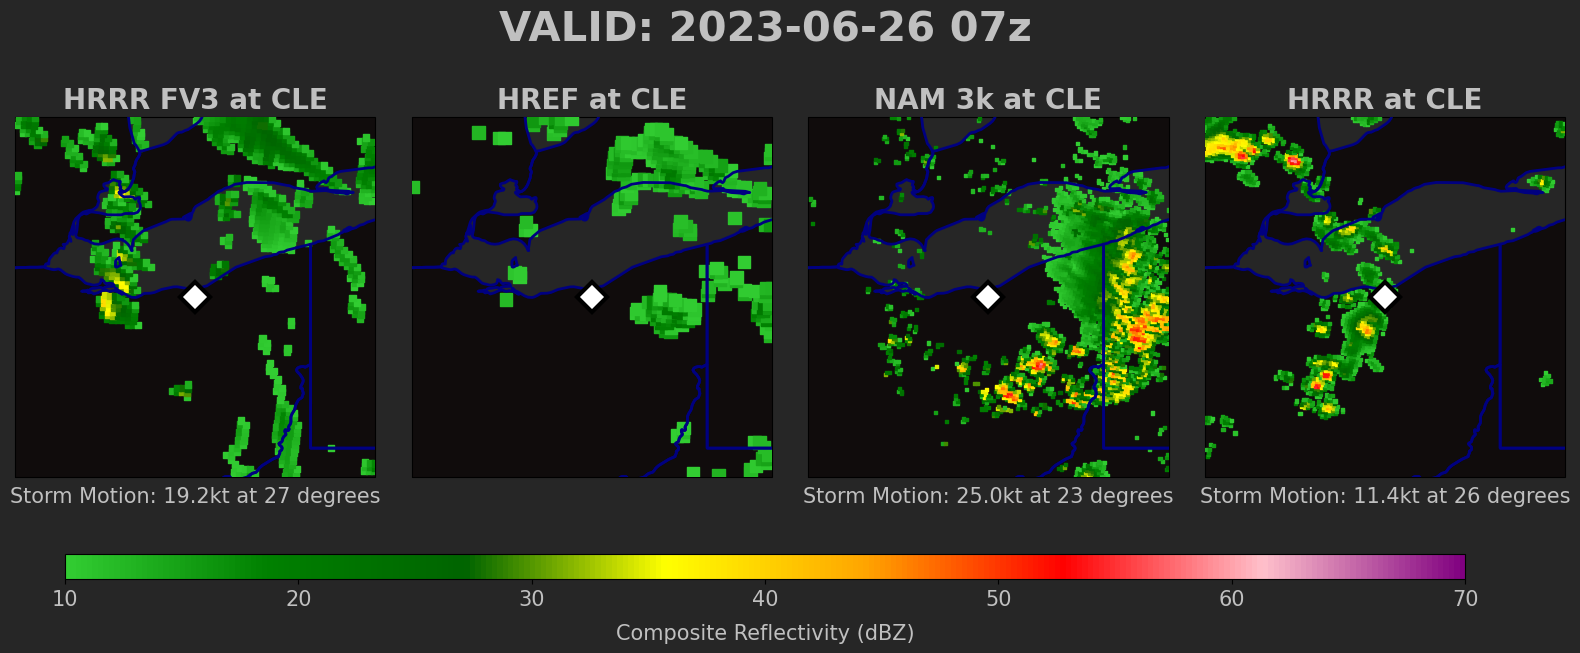 VALID: 2023-06-26 07z
HRRR FV3 at CLE
HREF at CLE
NAM 3k at CLE
HRRR at CLE
Storm Motion: 19.2kt at 27 degrees
Storm Motion: 25.0kt at 23 degrees
Storm Motion: 11.4kt at 26 degrees
10 20 30 40 50 60 70
Composite Reflectivity (dBZ)